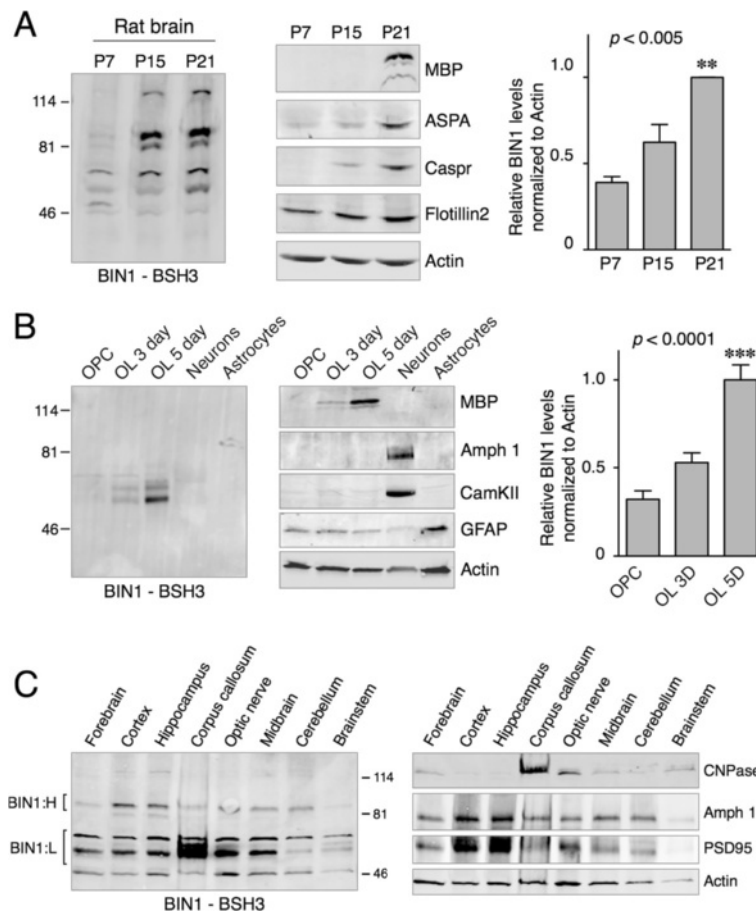 A
Rat brain
P7 P15 P21
114
81
46
BIN1 - BSH3
P7 P15 P21
MBP
ASPA
Caspr
Flotillin2
Actin
p < 0.005
**
Relative BIN1 levels
normalized to Actin
1.0
0.5
0
P7 P15 P21
B
OPC OL 3 day OL 5 day Neurons Astrocytes
114
81
46
BIN1 - BSH3
OPC OL 3 day OL 5 day Neurons Astrocytes
MBP
Amph 1
CamKII
GFAP
Actin
p < 0.0001
***
Relative BIN1 levels
normalized to Actin
1.0
0.5
0
OPC OL 3D OL 5D
C
Forebrain Cortex Hippocampus Corpus callosum Optic nerve Midbrain Cerebellum Brainstem
BIN1:H
BIN1:L
114
81
46
BIN1 - BSH3
Forebrain Cortex Hippocampus Corpus callosum Optic nerve Midbrain Cerebellum Brainstem
CNPase
Amph 1
PSD95
Actin